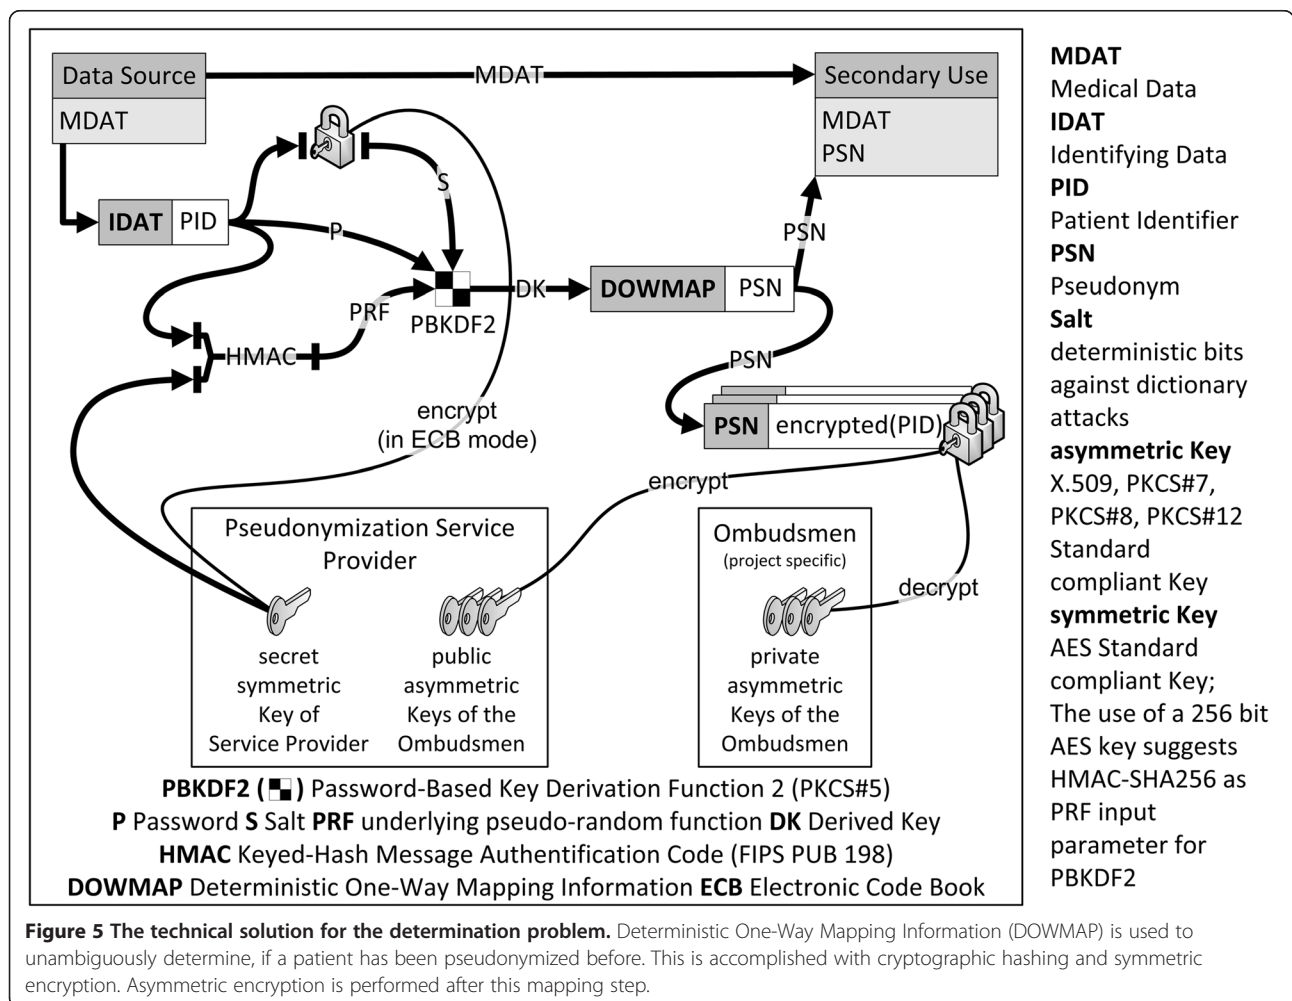 Data Source
MDAT
MDAT
Secondary Use
MDAT
PSN
IDAT PID
S
P
PRF
PBKDF2
DK
DOWMAP PSN
PSN
PSN
HMAC
encrypt
(in ECB mode)
PSN encrypted(PID)
encrypt
decrypt
Pseudonymization Service
Provider
secret
symmetric
Key of
Service Provider
public
asymmetric
Keys of the
Ombudsmen
Ombudsmen
(project specific)
private
asymmetric
Keys of the
Ombudsmen
PBKDF2 ( ) Password-Based Key Derivation Function 2 (PKCS#5)
P Password S Salt PRF underlying pseudo-random function DK Derived Key
HMAC Keyed-Hash Message Authentification Code (FIPS PUB 198)
DOWMAP Deterministic One-Way Mapping Information ECB Electronic Code Book
MDAT
Medical Data
IDAT
Identifying Data
PID
Patient Identifier
PSN
Pseudonym
Salt
deterministic bits
against dictionary
attacks
asymmetric Key
X.509, PKCS#7,
PKCS#8, PKCS#12
Standard
compliant Key
symmetric Key
AES Standard
compliant Key;
The use of a 256 bit
AES key suggests
HMAC-SHA256 as
PRF input
parameter for
PBKDF2
Figure 5 The technical solution for the determination problem. Deterministic One-Way Mapping Information (DOWMAP) is used to
unambiguously determine, if a patient has been pseudonymized before. This is accomplished with cryptographic hashing and symmetric
encryption. Asymmetric encryption is performed after this mapping step.